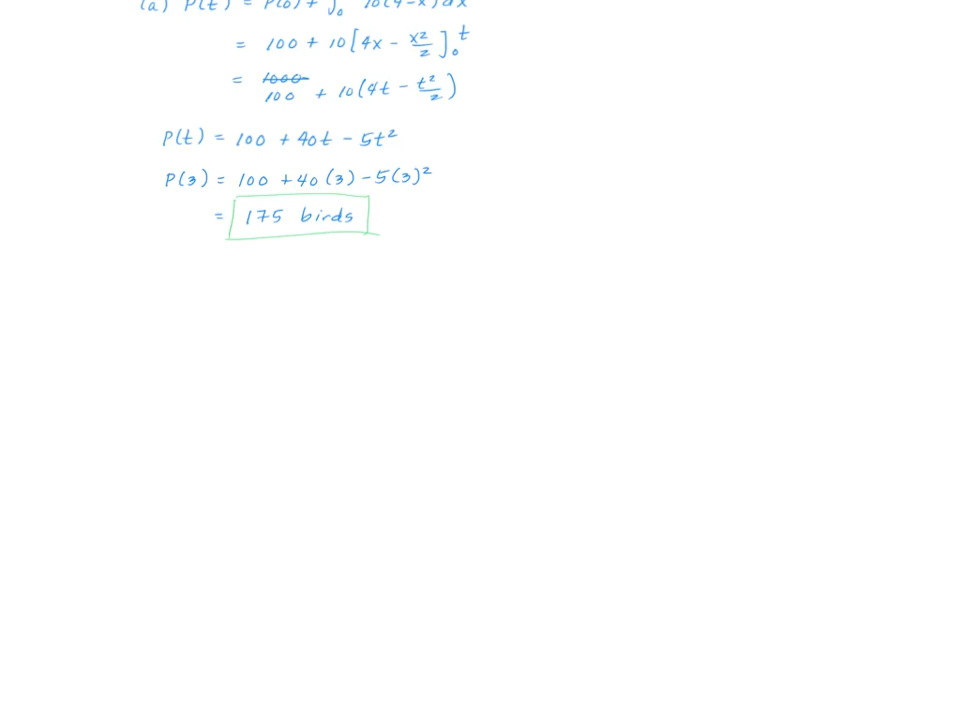 (a) P(t) = P(0) + ∫₀ 10(4-x)dx
= 100 + 10[4x - x²/2]₀ᵗ
= 1000 100 + 10(4t - t²/2)
P(t) = 100 + 40t - 5t²
P(3) = 100 + 40(3) - 5(3)²
= 175 birds